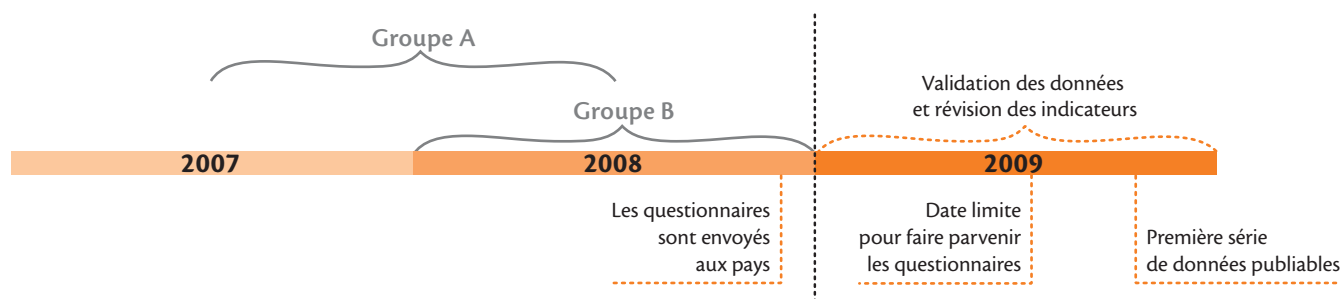 Groupe A
Groupe B
Validation des données
et révision des indicateurs
2007
2008
2009
Les questionnaires
sont envoyés
aux pays
Date limite
pour faire parvenir
les questionnaires
Première série
de données publiables